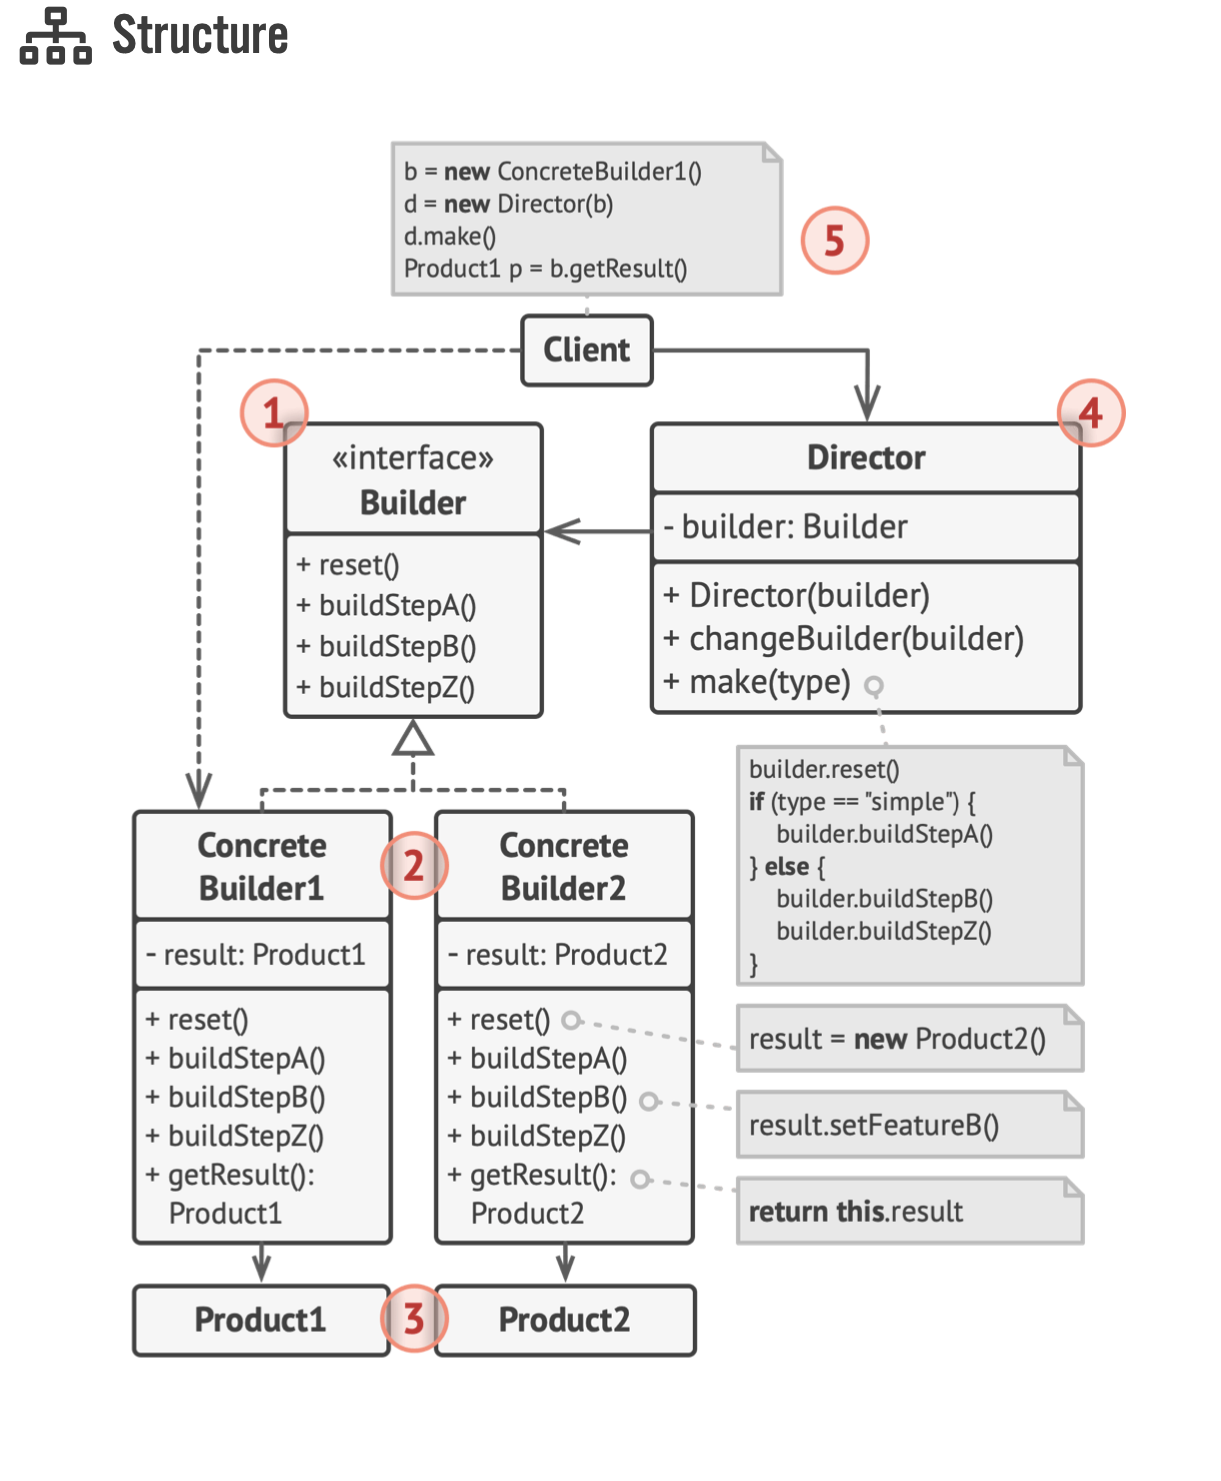 Structure
b = new ConcreteBuilder1()
d = new Director(b)
d.make()
Product1 p = b.getResult()
5
Client
1
«interface»
Builder
+ reset()
+ buildStepA()
+ buildStepB()
+ buildStepZ()
4
Director
- builder: Builder
+ Director(builder)
+ changeBuilder(builder)
+ make(type)
builder.reset()
if (type == "simple") {
builder.buildStepA()
} else {
builder.buildStepB()
builder.buildStepZ()
}
Concrete
Builder1
- result: Product1
+ reset()
+ buildStepA()
+ buildStepB()
+ buildStepZ()
+ getResult():
Product1
2
Concrete
Builder2
- result: Product2
+ reset()
+ buildStepA()
+ buildStepB()
+ buildStepZ()
+ getResult():
Product2
result = new Product2()
result.setFeatureB()
return this.result
Product1
3
Product2